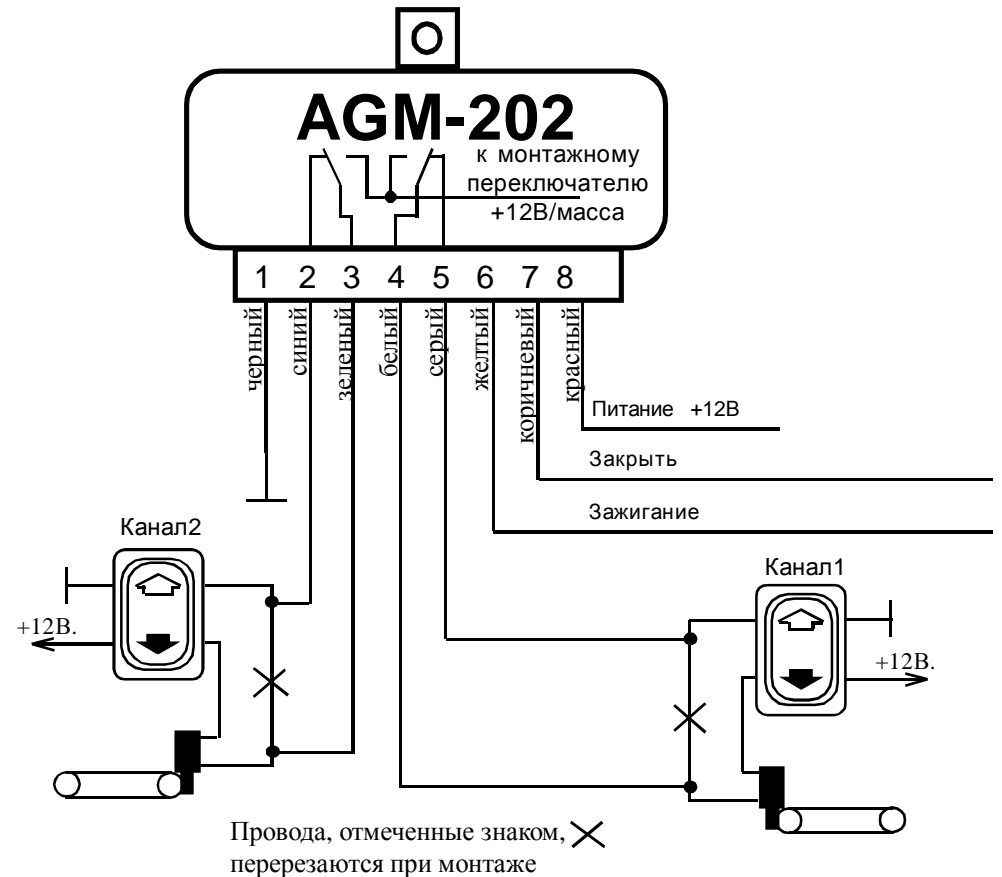 AGM-202
к монтажному
переключателю
+12В/масса
1 2 3 4 5 6 7 8
черный
синий
зеленый
белый
серый
желтый
коричневый
красный
Питание +12В
Закрыть
Зажигание
Канал2
+12В.
Канал1
+12В.
Провода, отмеченные знаком,
перерезаются при монтаже